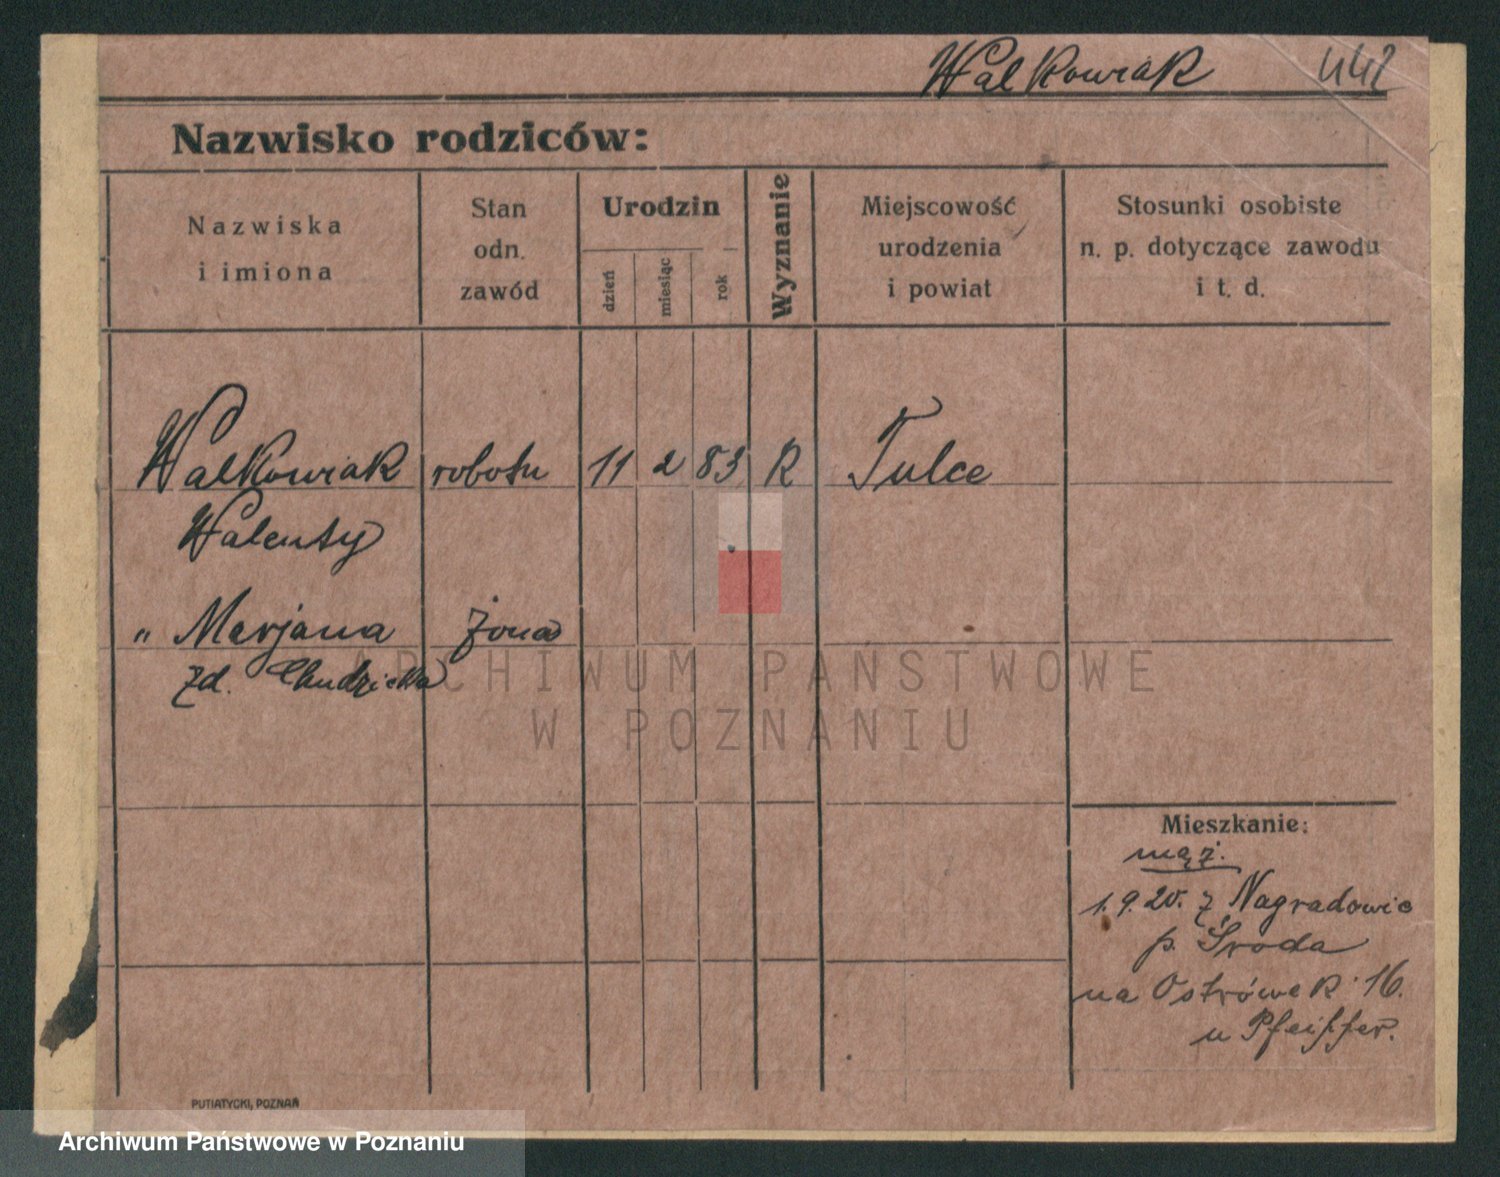 Walkowiak 442
Nazwisko rodziców:
Nazwiska
i imiona
Stan
odn.
zawód
Urodzin
dzień
miesiąc
rok
Wyznanie
Miejscowość
urodzenia
i powiat
Stosunki osobiste
n. p. dotyczące zawodu
i t. d.
Walkowiak robotn 11 2 83 R Tulce
Walenty
" Marjana żona
zd. Chudzicka
ARCHIWUM PAŃSTWOWE
W POZNANIU
Mieszkanie:
mąż.
1.9.20. z Nagradowic
p. Środa
na Ostrówek 16.
u Pfeiffer.
PUTIATYCKI, POZNAŃ
Archiwum Państwowe w Poznaniu